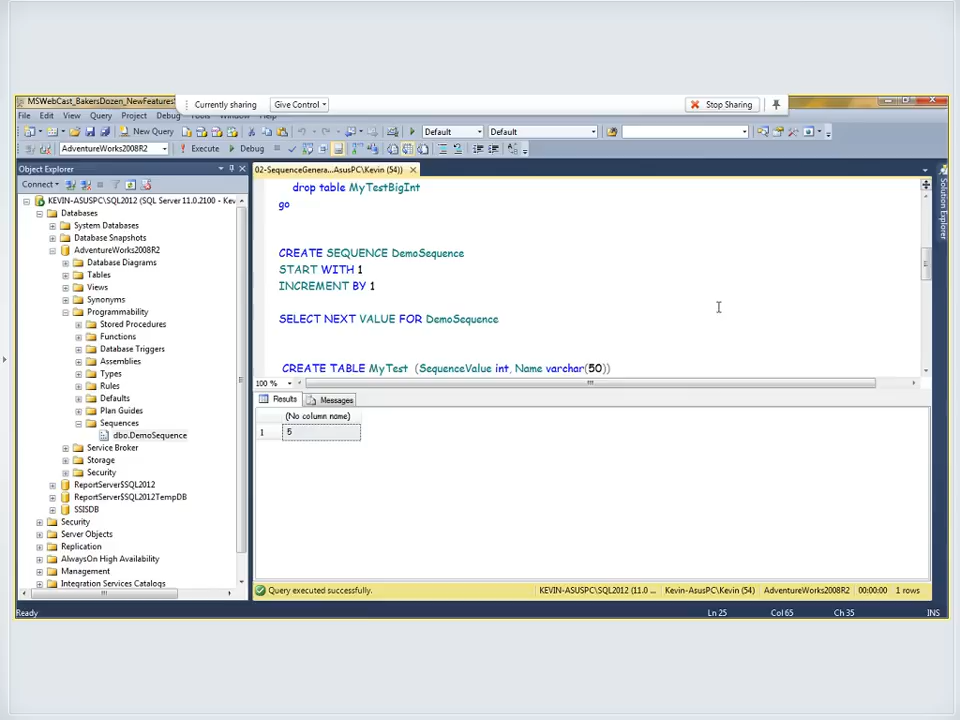 MSWebCast_BakersDozen_NewFeatures
Currently sharing
Give Control
Stop Sharing
File Edit View Query Project Debug Tools Window Help
New Query
Default
Default
AdventureWorks2008R2
Execute
Debug
Object Explorer
02-SequenceGenera...AsusPC\Kevin (54))
Connect
KEVIN-ASUSPC\SQL2012 (SQL Server 11.0.2100 - Kev
Databases
System Databases
Database Snapshots
AdventureWorks2008R2
Database Diagrams
Tables
Views
Synonyms
Programmability
Stored Procedures
Functions
Database Triggers
Assemblies
Types
Rules
Defaults
Plan Guides
Sequences
dbo.DemoSequence
Service Broker
Storage
Security
ReportServer$SQL2012
ReportServer$SQL2012TempDB
SSISDB
Security
Server Objects
Replication
AlwaysOn High Availability
Management
Integration Services Catalogs
drop table MyTestBigInt
go
CREATE SEQUENCE DemoSequence
START WITH 1
INCREMENT BY 1
SELECT NEXT VALUE FOR DemoSequence
CREATE TABLE MyTest (SequenceValue int, Name varchar(50))
100 %
Results
Messages
(No column name)
1 5
Query executed successfully.
KEVIN-ASUSPC\SQL2012 (11.0 ...
Kevin-AsusPC\Kevin (54)
AdventureWorks2008R2
00:00:00
1 rows
Solution Explorer
Ready
Ln 25
Col 65
Ch 35
INS